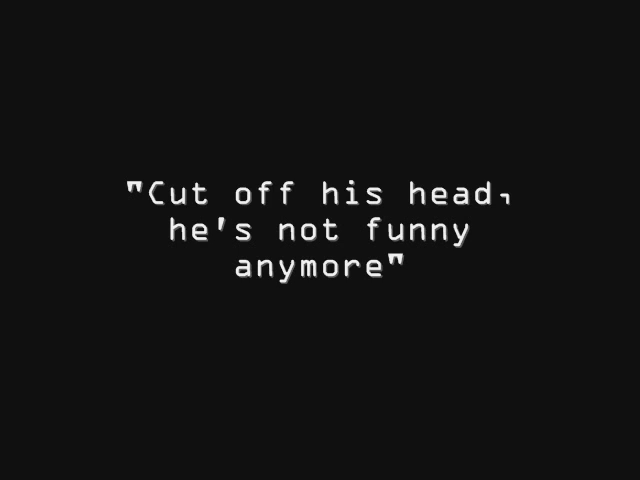 "Cut off his head,
he's not funny
anymore"